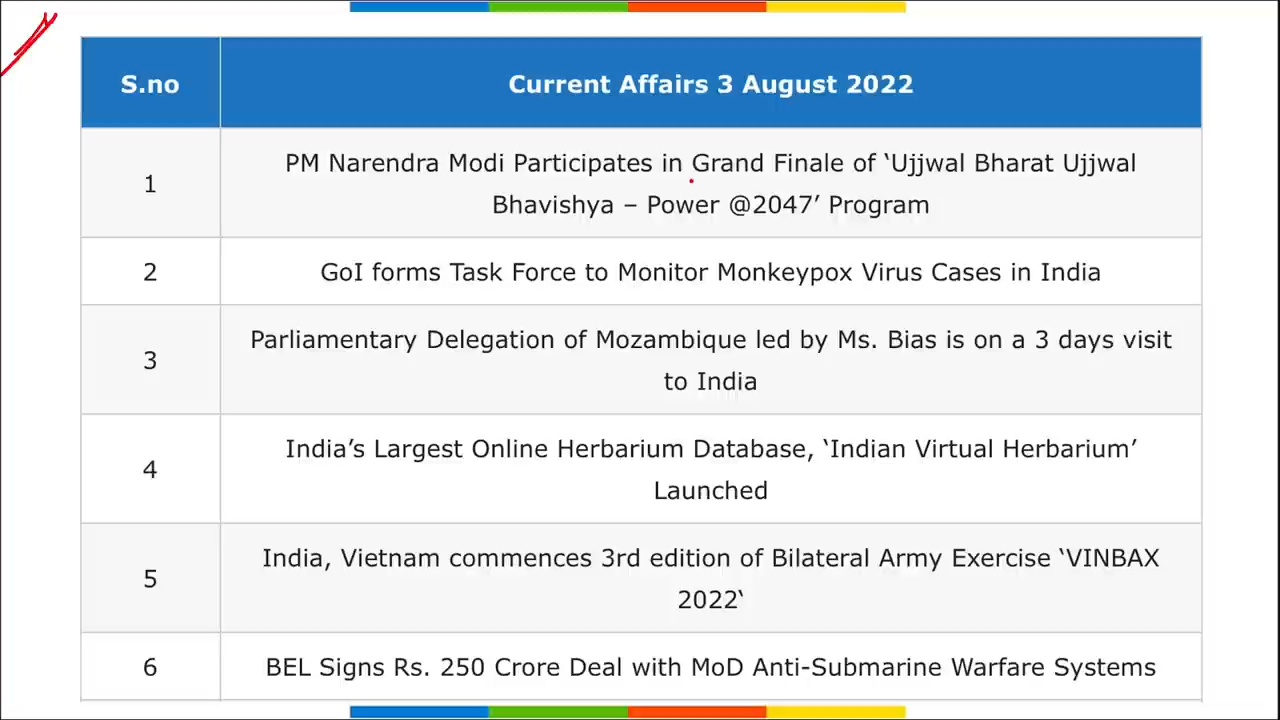 S.no Current Affairs 3 August 2022
1 PM Narendra Modi Participates in Grand Finale of ‘Ujjwal Bharat Ujjwal
Bhavishya – Power @2047’ Program
2 GoI forms Task Force to Monitor Monkeypox Virus Cases in India
3 Parliamentary Delegation of Mozambique led by Ms. Bias is on a 3 days visit
to India
4 India’s Largest Online Herbarium Database, ‘Indian Virtual Herbarium’
Launched
5 India, Vietnam commences 3rd edition of Bilateral Army Exercise ‘VINBAX
2022‘
6 BEL Signs Rs. 250 Crore Deal with MoD Anti-Submarine Warfare Systems